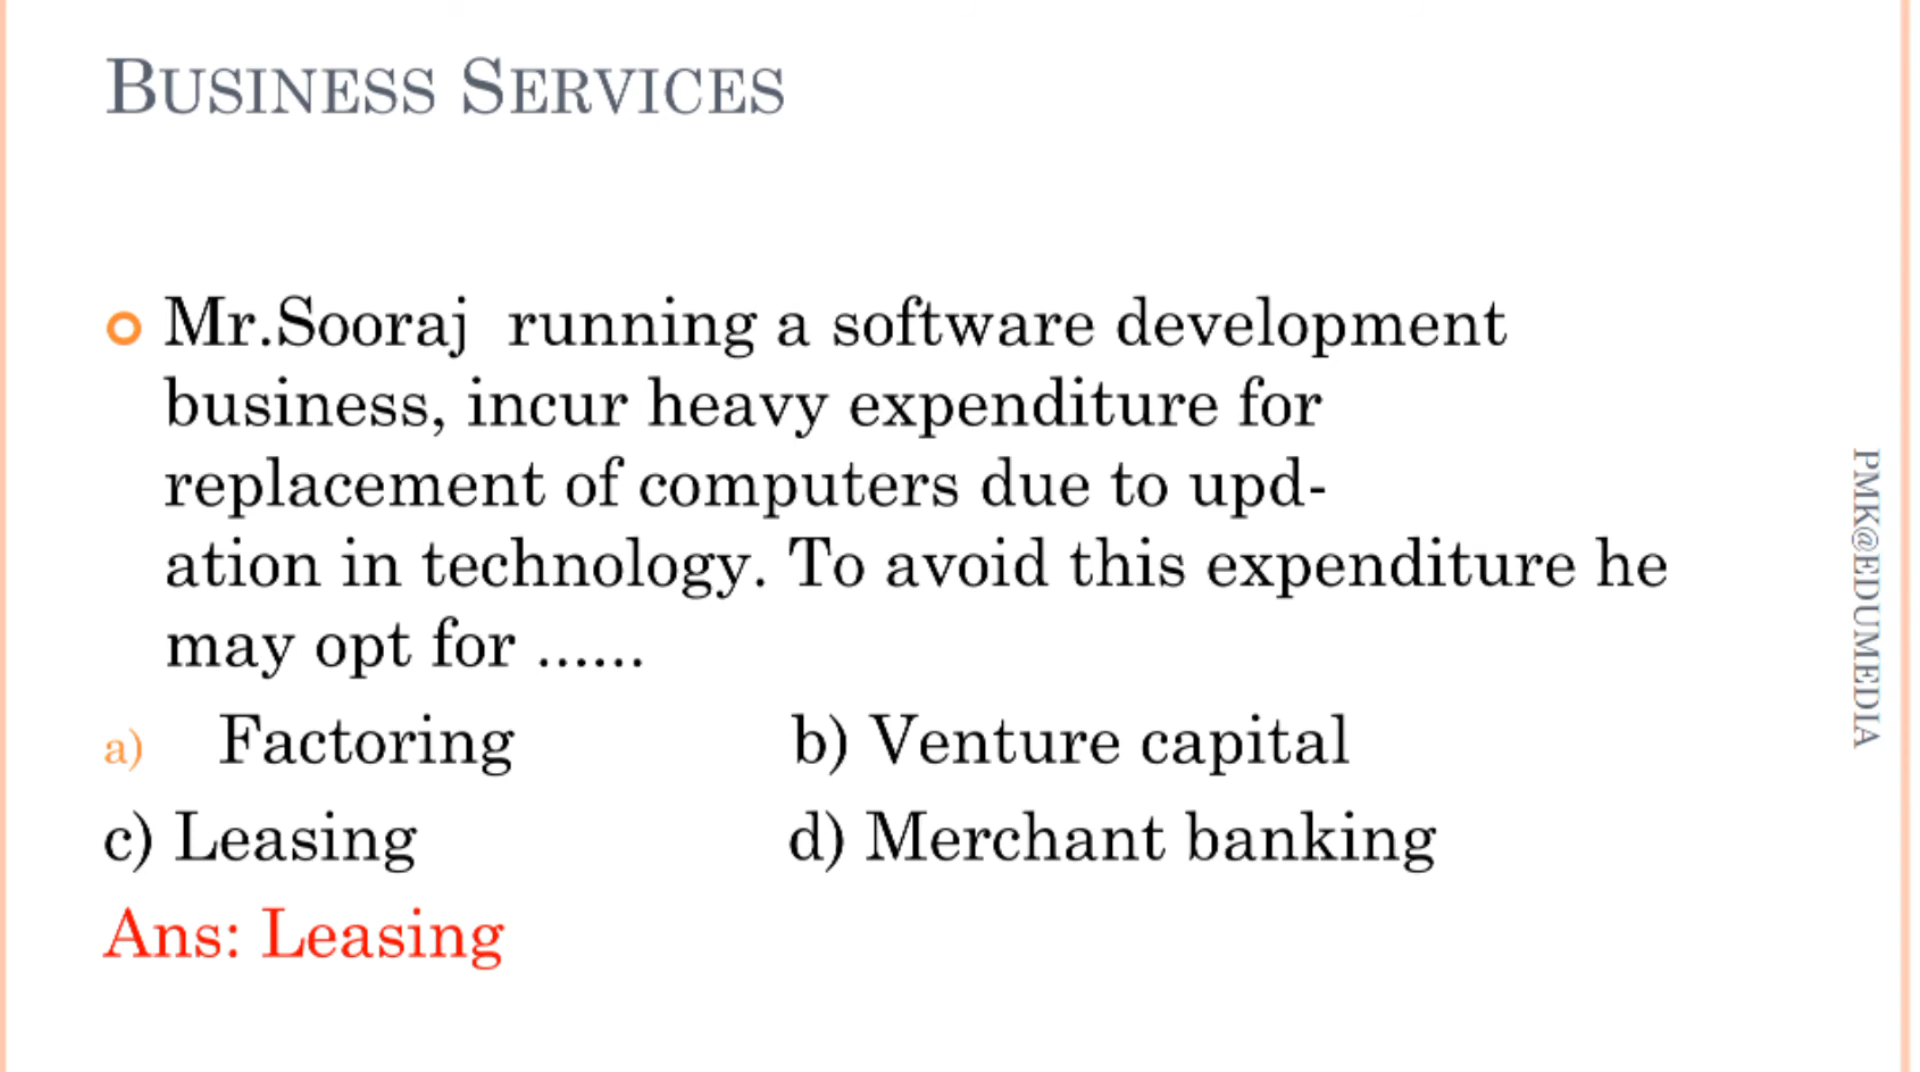 BUSINESS SERVICES
Mr.Sooraj running a software development
business, incur heavy expenditure for
replacement of computers due to upd-
ation in technology. To avoid this expenditure he
may opt for ......
a) Factoring b) Venture capital
c) Leasing d) Merchant banking
Ans: Leasing
PMK@EDUMEDIA